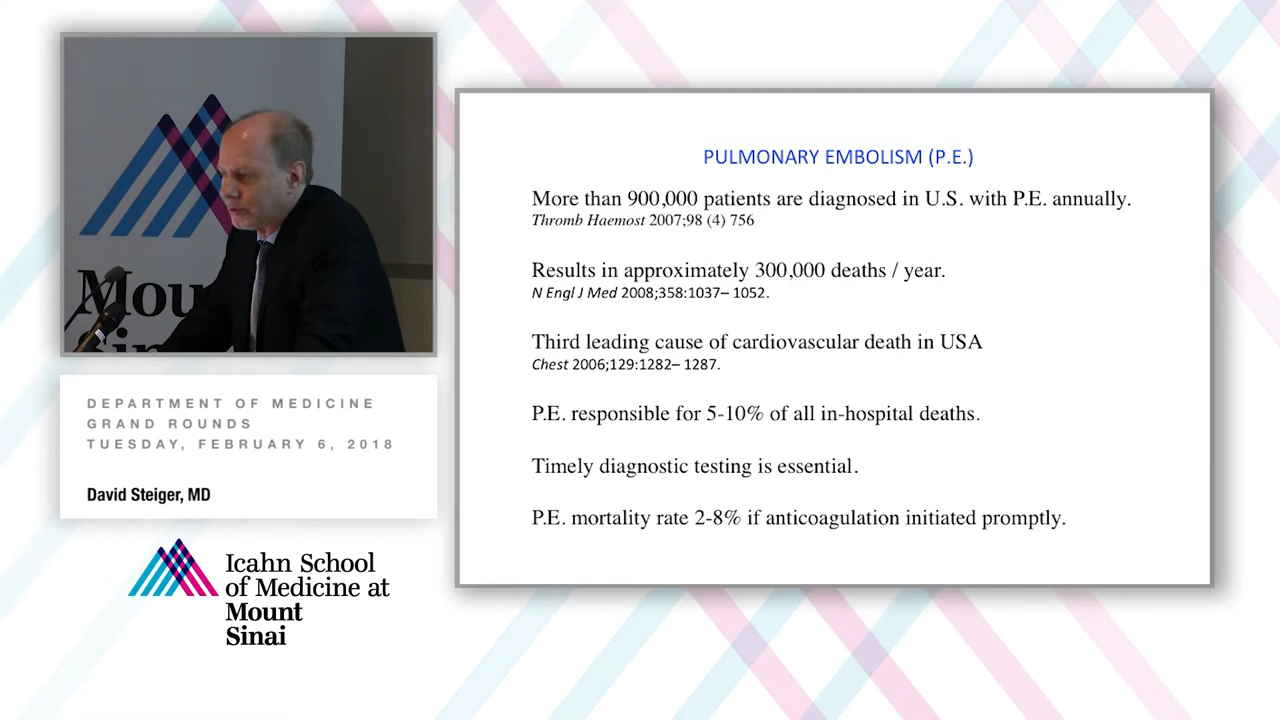 Mount
Sinai
DEPARTMENT OF MEDICINE
GRAND ROUNDS
TUESDAY, FEBRUARY 6, 2018
David Steiger, MD
Icahn School
of Medicine at
Mount
Sinai
PULMONARY EMBOLISM (P.E.)
More than 900,000 patients are diagnosed in U.S. with P.E. annually.
Thromb Haemost 2007;98 (4) 756
Results in approximately 300,000 deaths / year.
N Engl J Med 2008;358:1037– 1052.
Third leading cause of cardiovascular death in USA
Chest 2006;129:1282– 1287.
P.E. responsible for 5-10% of all in-hospital deaths.
Timely diagnostic testing is essential.
P.E. mortality rate 2-8% if anticoagulation initiated promptly.